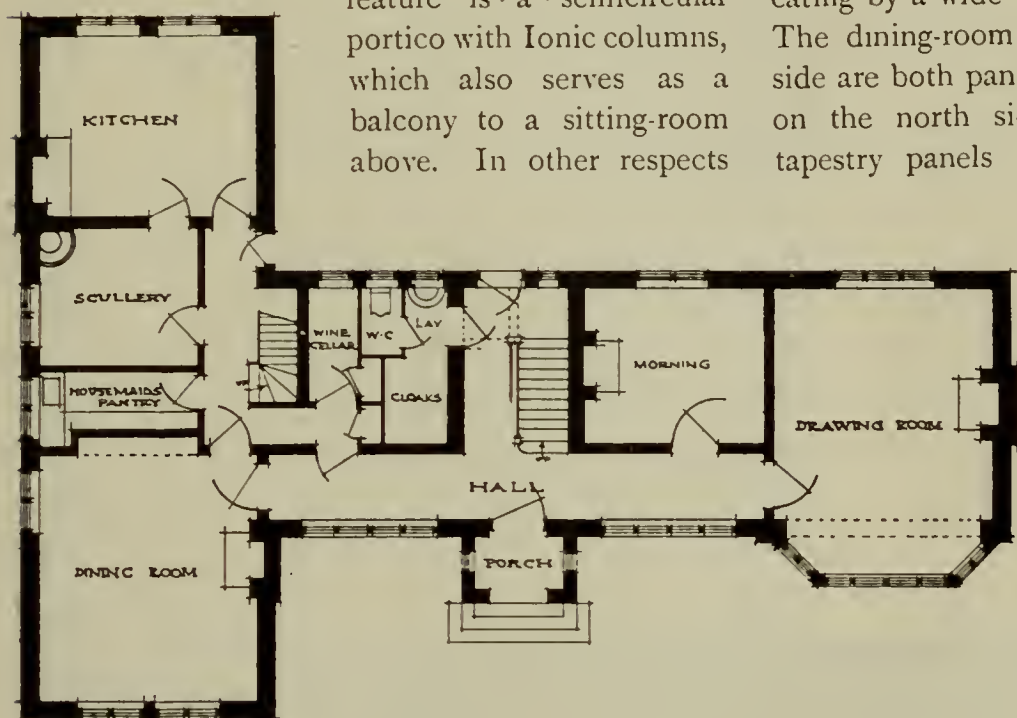 feature is a semicircular
portico with Ionic columns,
which also serves as a
balcony to a sitting-room
above. In other respects
cating by a wide
The dining-room
side are both pan
on the north si
tapestry panels
KITCHEN
SCULLERY
HOUSEMAIDS
PANTRY
WINE
CELLAR
W·C
LAV
CLOAKS
MORNING
DRAWING ROOM
HALL
PORCH
DINING ROOM